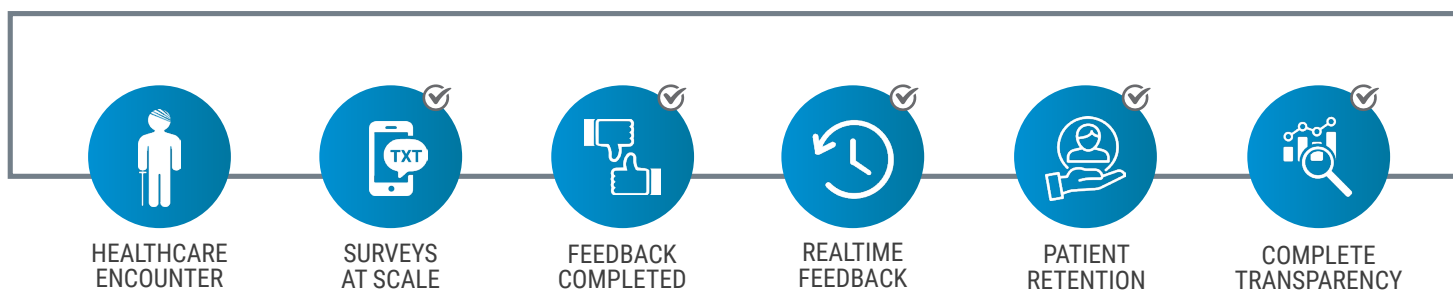 TXT
HEALTHCARE
ENCOUNTER
SURVEYS
AT SCALE
FEEDBACK
COMPLETED
REALTIME
FEEDBACK
PATIENT
RETENTION
COMPLETE
TRANSPARENCY